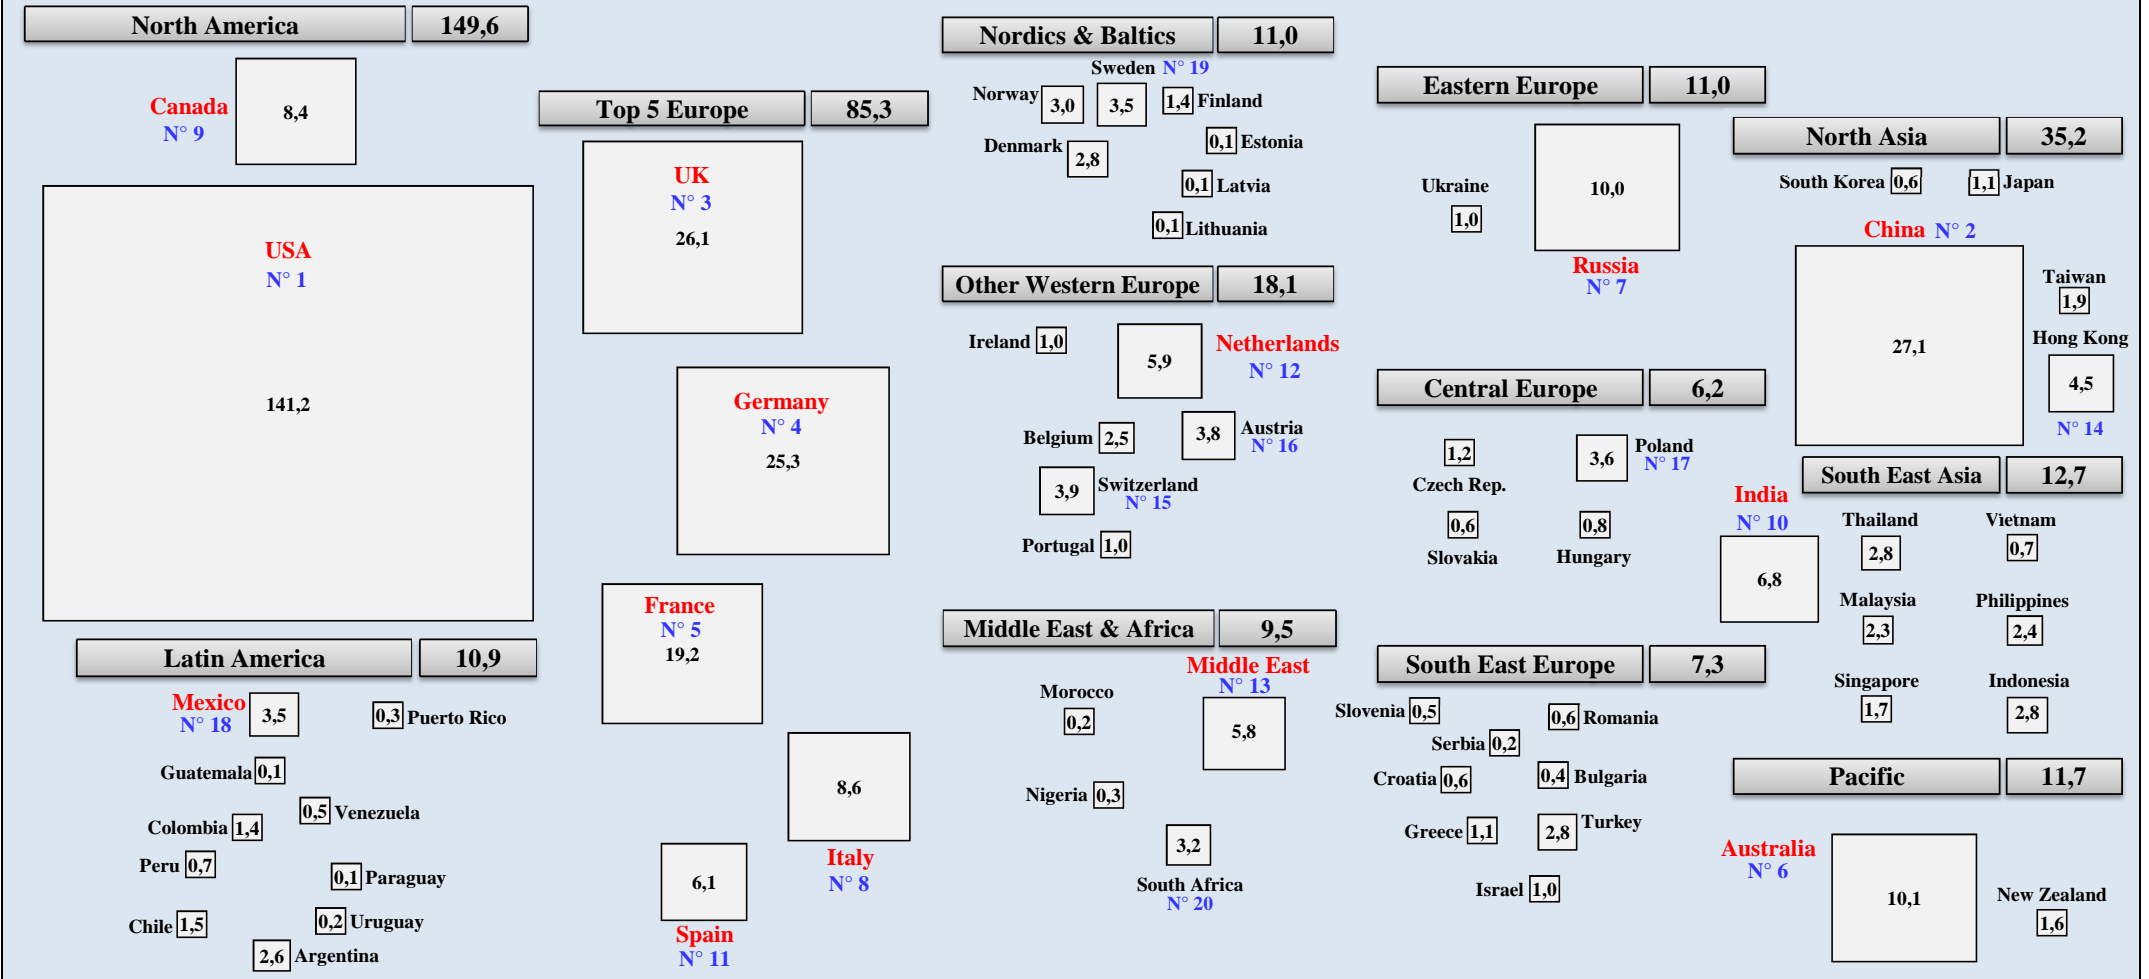 North America 149,6
Canada
N° 9
8,4
USA
N° 1
141,2
Latin America 10,9
Mexico
N° 18
3,5
0,3 Puerto Rico
Guatemala 0,1
0,5 Venezuela
Colombia 1,4
Peru 0,7
0,1 Paraguay
Chile 1,5
0,2 Uruguay
2,6 Argentina
Top 5 Europe 85,3
UK
N° 3
26,1
Germany
N° 4
25,3
France
N° 5
19,2
8,6
Italy
N° 8
6,1
Spain
N° 11
Nordics & Baltics 11,0
Sweden N° 19
Norway 3,0 3,5 1,4 Finland
0,1 Estonia
Denmark 2,8
0,1 Latvia
0,1 Lithuania
Other Western Europe 18,1
Ireland 1,0
5,9
Netherlands
N° 12
Belgium 2,5
3,8 Austria
N° 16
3,9 Switzerland
N° 15
Portugal 1,0
Middle East & Africa 9,5
Middle East
N° 13
5,8
Morocco
0,2
Nigeria 0,3
3,2
South Africa
N° 20
Eastern Europe 11,0
Ukraine
1,0
10,0
Russia
N° 7
Central Europe 6,2
1,2
Czech Rep.
3,6 Poland
N° 17
0,6
Slovakia
0,8
Hungary
South East Europe 7,3
Slovenia 0,5
0,6 Romania
Serbia 0,2
Croatia 0,6
0,4 Bulgaria
Greece 1,1
2,8 Turkey
Israel 1,0
North Asia 35,2
South Korea 0,6
1,1 Japan
China N° 2
27,1
Taiwan
1,9
Hong Kong
4,5
N° 14
India
N° 10
6,8
South East Asia 12,7
Thailand
2,8
Vietnam
0,7
Malaysia
2,3
Philippines
2,4
Singapore
1,7
Indonesia
2,8
Pacific 11,7
Australia
N° 6
10,1
New Zealand
1,6